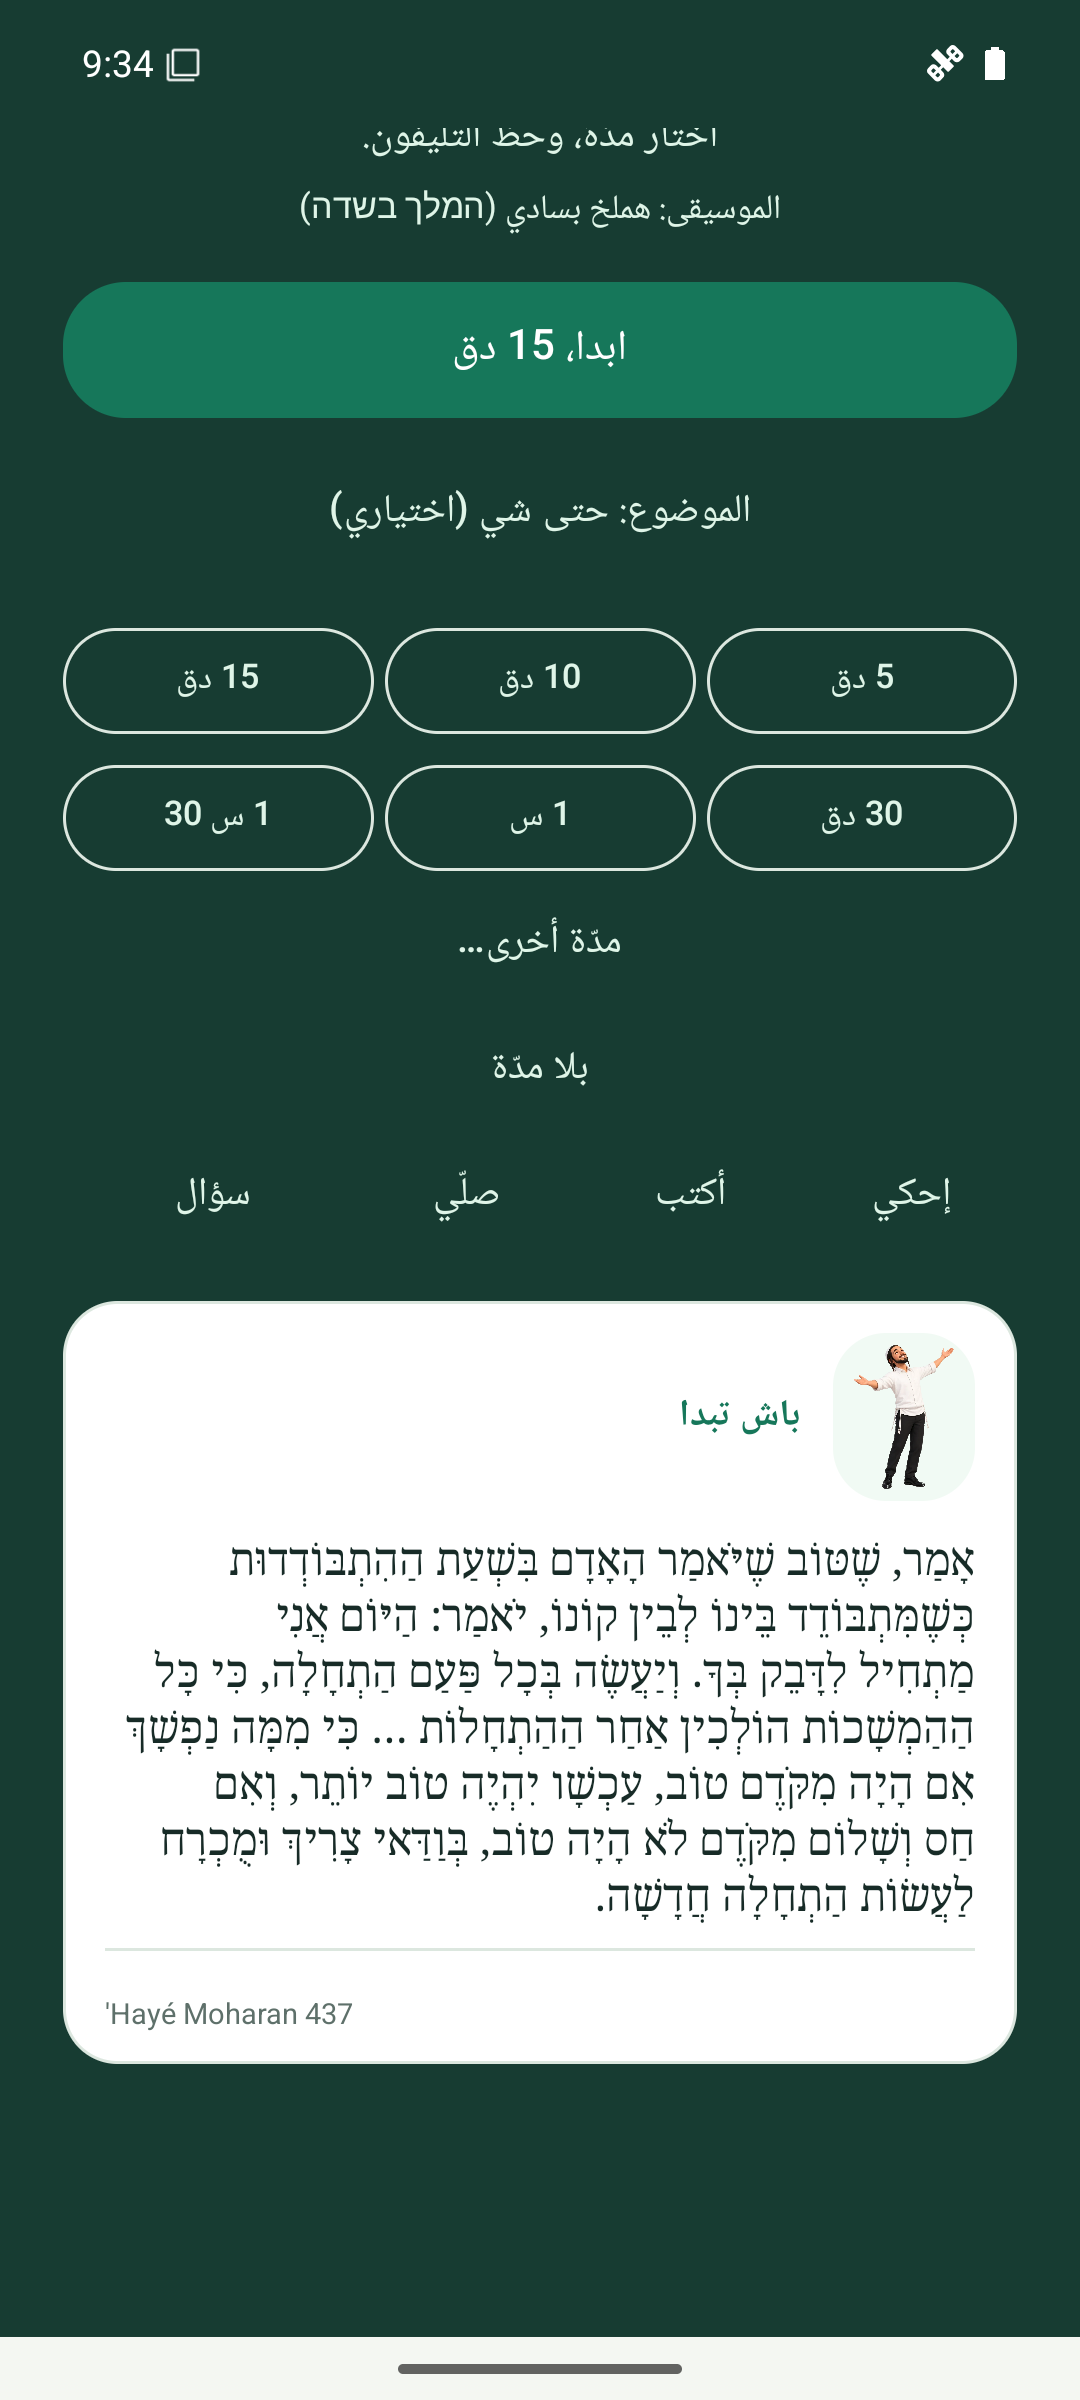 9:34
اختار مدة، وحط التليفون.
الموسيقى: هملخ بسادي (המלך בשדה)
ابدا، 15 دق
الموضوع: حتى شي (اختياري)
5 دق
10 دق
15 دق
30 دق
1 س
1 س 30
مدّة أخرى...
بلا مدّة
إحكي
أكتب
صلّي
سؤال
باش تبدا
אָמַר, שֶׁטּוֹב שֶׁיֹּאמַר הָאָדָם בִּשְׁעַת הַהִתְבּוֹדְדוּת
כְּשֶׁמִּתְבּוֹדֵד בֵּינוֹ לְבֵין קוֹנוֹ, יֹאמַר: הַיּוֹם אֲנִי
מַתְחִיל לְדָּבֵק בְּךָ. וְיַעֲשֶׂה בְּכָל פַּעַם הַתְחָלָה, כִּי כָּל
הַהַמְשָׁכוֹת הוֹלְכִין אַחַר הַהַתְחָלוֹת ... כִּי מִמָּה נַפְשָׁךְ
אִם הָיָה מִקֹּדֶם טוֹב, עַכְשָׁו יִהְיֶה טוֹב יוֹתֵר, וְאִם
חַס וְשָׁלוֹם מִקֹּדֶם לֹא הָיָה טוֹב, בְּוַדַּאי צָרִיךְ וּמֻכְרָח
לַעֲשׂוֹת הַתְחָלָה חֲדָשָׁה.
'Hayé Moharan 437